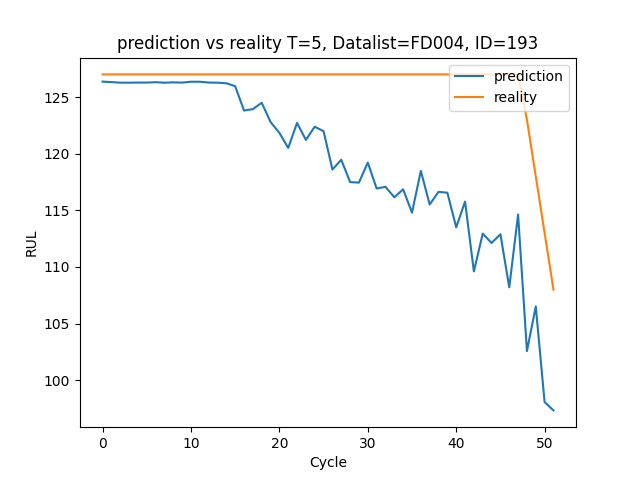 prediction vs reality T=5, Datalist=FD004, ID=193
prediction
reality
RUL
125
120
115
110
105
100
0
10
20
30
40
50
Cycle